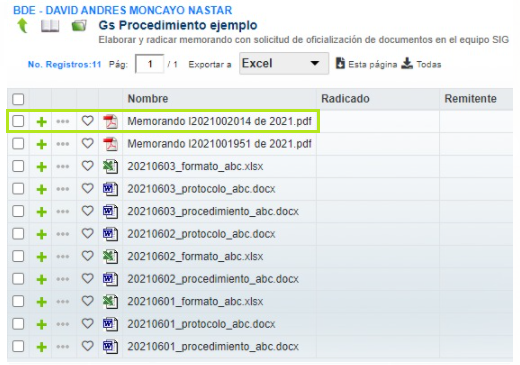 BDE - DAVID ANDRES MONCAYO NASTAR
Gs Procedimiento ejemplo
Elaborar y radicar memorando con solicitud de oficialización de documentos en el equipo SIG
No. Registros:11 Pág: 1 / 1 Exportar a Excel Esta página Todas
Nombre Radicado Remitente
Memorando I2021002014 de 2021.pdf
Memorando I2021001951 de 2021.pdf
20210603_formato_abc.xlsx
20210603_protocolo_abc.docx
20210603_procedimiento_abc.docx
20210602_protocolo_abc.docx
20210602_formato_abc.xlsx
20210602_procedimiento_abc.docx
20210601_formato_abc.xlsx
20210601_protocolo_abc.docx
20210601_procedimiento_abc.docx